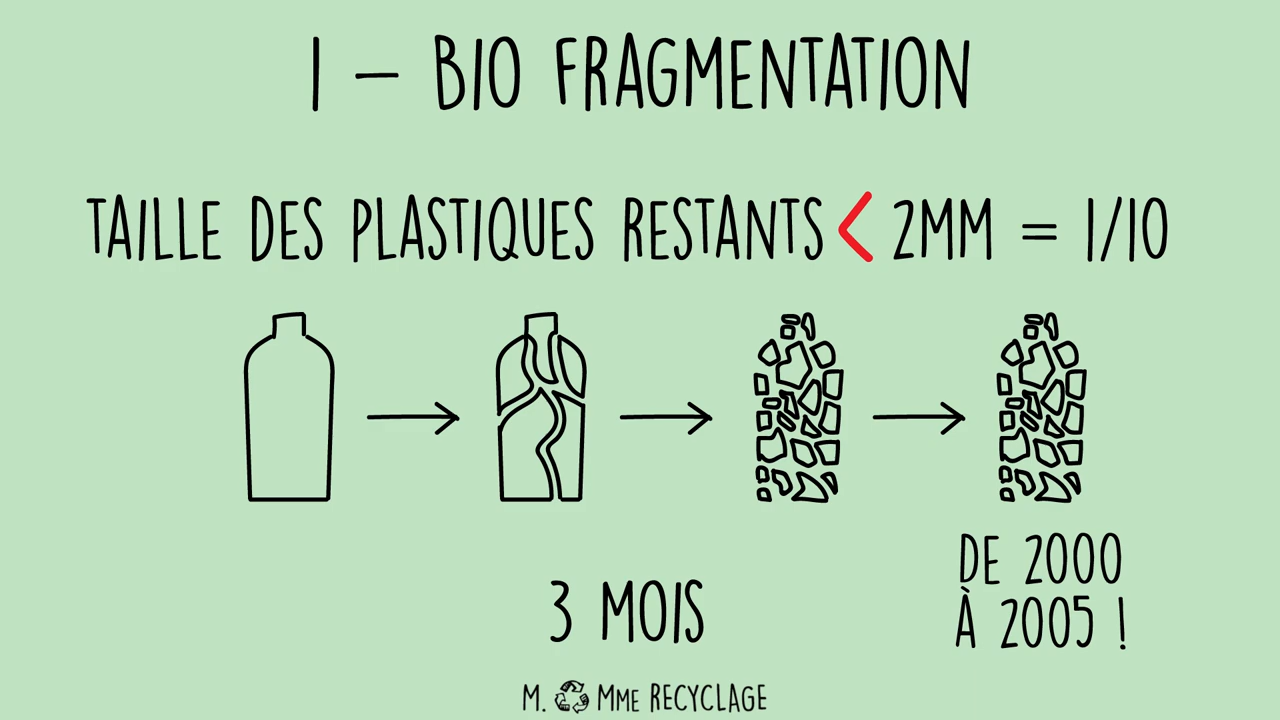 1 – BIO FRAGMENTATION
TAILLE DES PLASTIQUES RESTANTS < 2MM = 1/10
3 MOIS
DE 2000
À 2005 !
M. MME RECYCLAGE